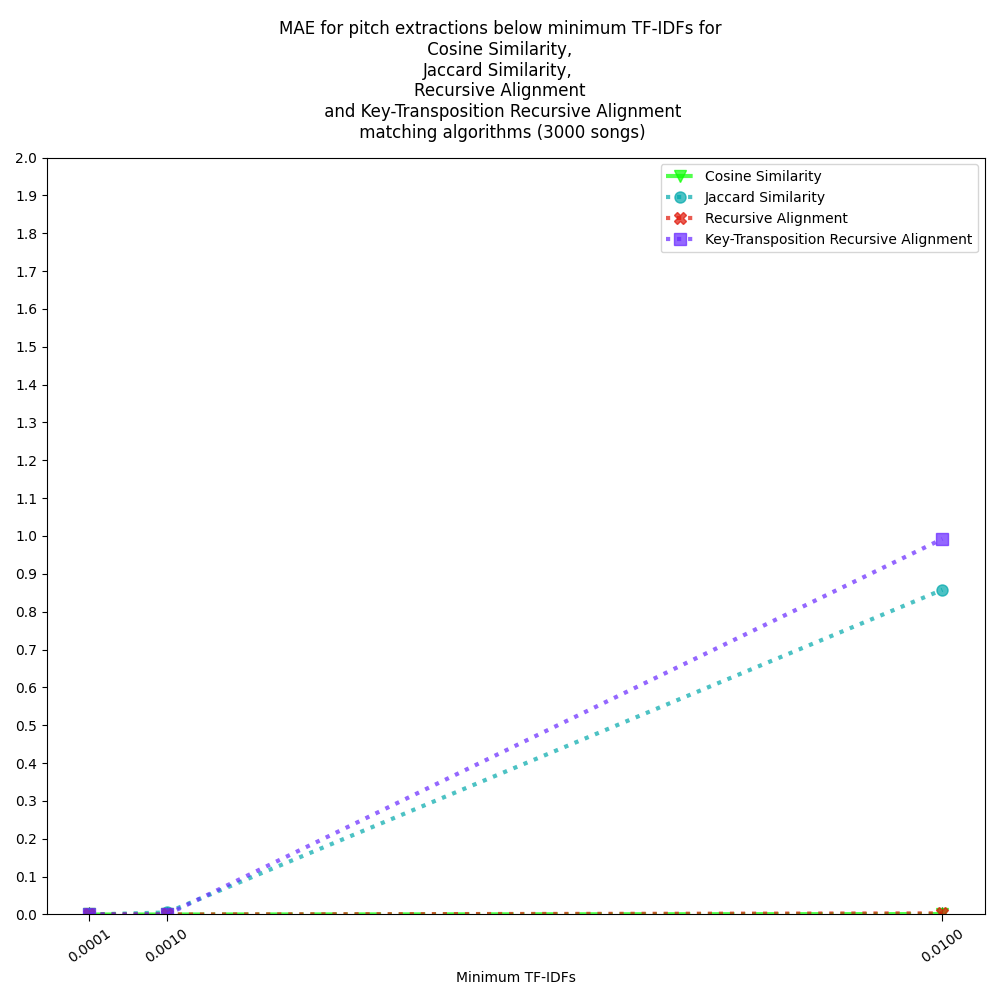 MAE for pitch extractions below minimum TF-IDFs for
Cosine Similarity,
Jaccard Similarity,
Recursive Alignment
and Key-Transposition Recursive Alignment
matching algorithms (3000 songs)
Cosine Similarity
Jaccard Similarity
Recursive Alignment
Key-Transposition Recursive Alignment
2.0
1.9
1.8
1.7
1.6
1.5
1.4
1.3
1.2
1.1
1.0
0.9
0.8
0.7
0.6
0.5
0.4
0.3
0.2
0.1
0.0
0.0001
0.0010
0.0100
Minimum TF-IDFs